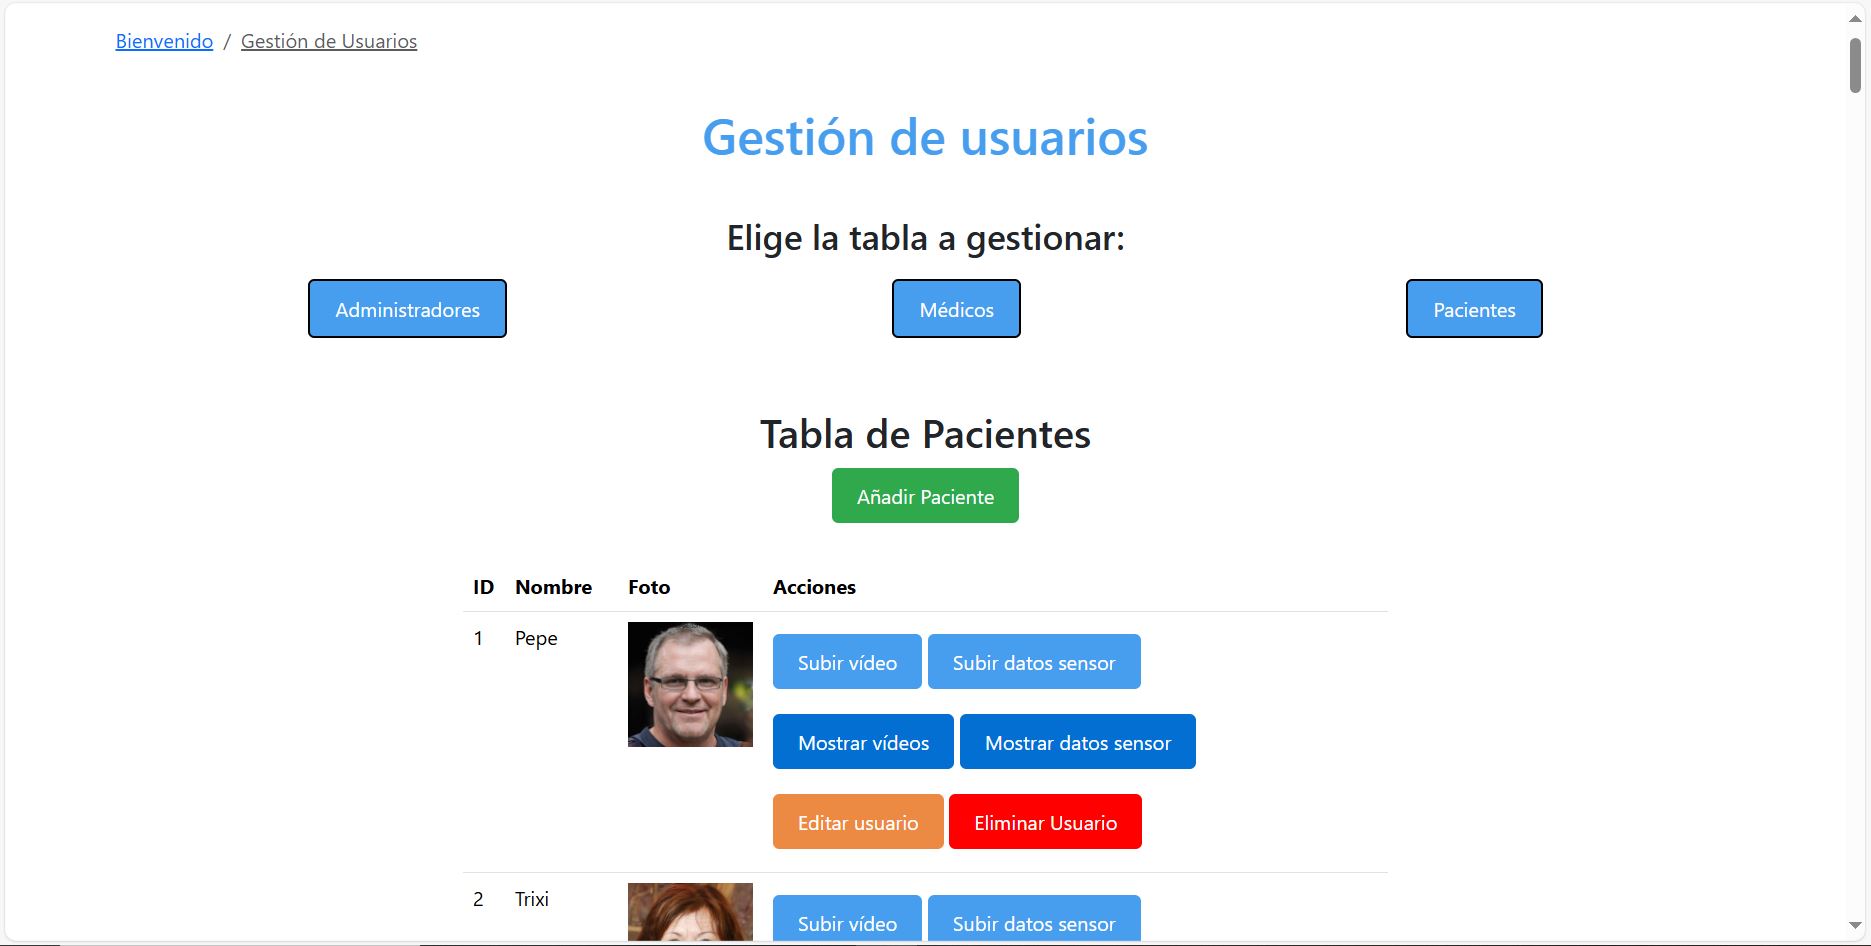 Bienvenido / Gestión de Usuarios
Gestión de usuarios
Elige la tabla a gestionar:
Administradores Médicos Pacientes
Tabla de Pacientes
Añadir Paciente
ID Nombre Foto Acciones
1 Pepe Subir vídeo Subir datos sensor
Mostrar vídeos Mostrar datos sensor
Editar usuario Eliminar Usuario
2 Trixi Subir vídeo Subir datos sensor